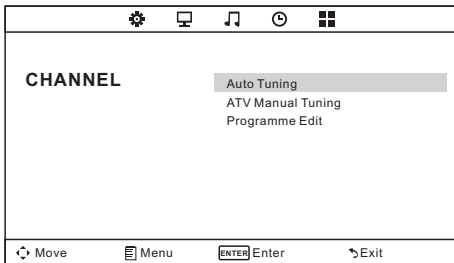 CHANNEL
Auto Tuning
ATV Manual Tuning
Programme Edit
Move Menu ENTER Enter Exit